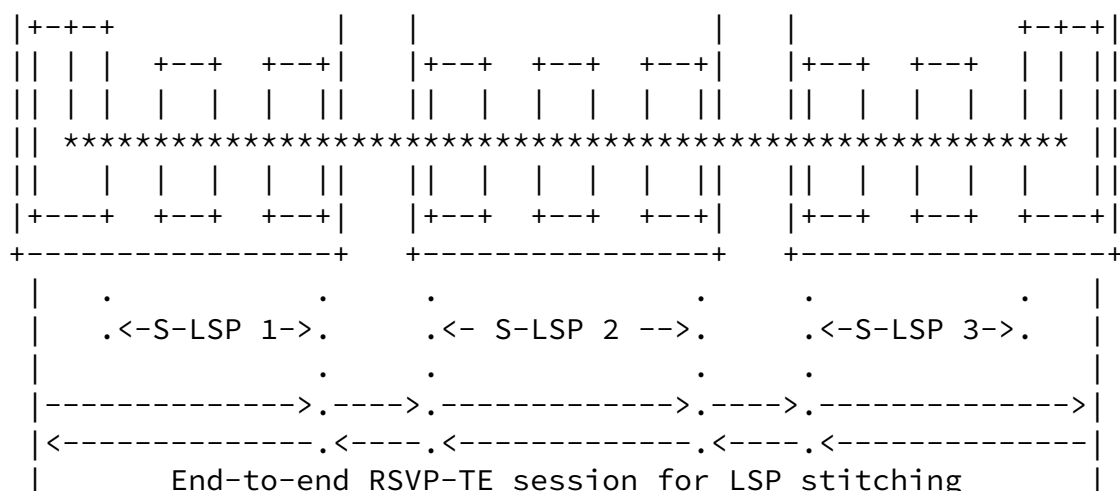 |+-+-+            |   |               |   |            +-+-+|
|| | |  +--+  +--+|   |+--+  +--+  +--+|   |+--+  +--+  | | ||
|| | |  |  |  |  ||   ||  |  |  |  |  ||   ||  |  |  |  | | ||
|| ******************************************************** ||
||   |  |  |  |  ||   ||  |  |  |  |  ||   ||  |  |  |  |   ||
|+---+  +--+  +--+|   |+--+  +--+  +--+|   |+--+  +--+  +----+|
+-----------------+   +----------------+   +-----------------+
 |   .           .     .              .     .           .   |
 |   .<-S-LSP 1->.     .<- S-LSP 2 -->.     .<-S-LSP 3->.   |
 |               .     .              .     .               |
 |-------------->.---->.------------->.---->.-------------->|
 |<--------------.<----.<-------------.<----.<--------------|
 |       End-to-end RSVP-TE session for LSP stitching       |